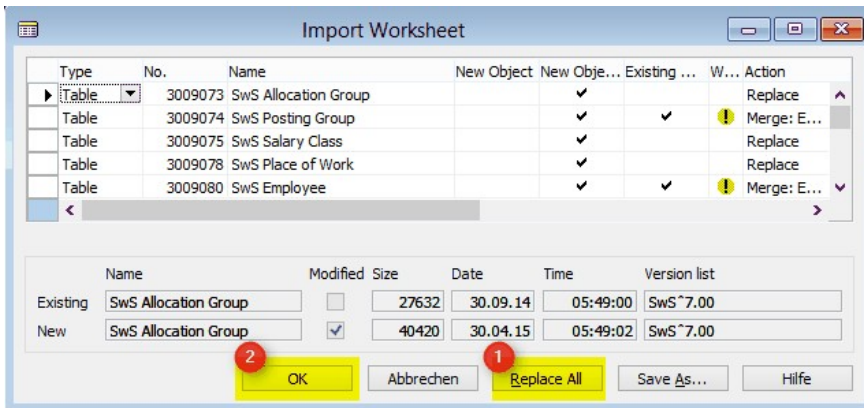 Import Worksheet
Type No. Name New Object New Obje... Existing ... W... Action
Table 3009073 SwS Allocation Group Replace
Table 3009074 SwS Posting Group Merge: E...
Table 3009075 SwS Salary Class Replace
Table 3009078 SwS Place of Work Replace
Table 3009080 SwS Employee Merge: E...
Name Modified Size Date Time Version list
Existing SwS Allocation Group 27632 30.09.14 05:49:00 SwS^7.00
New SwS Allocation Group 40420 30.04.15 05:49:02 SwS^7.00
2 1
OK Abbrechen Replace All Save As... Hilfe